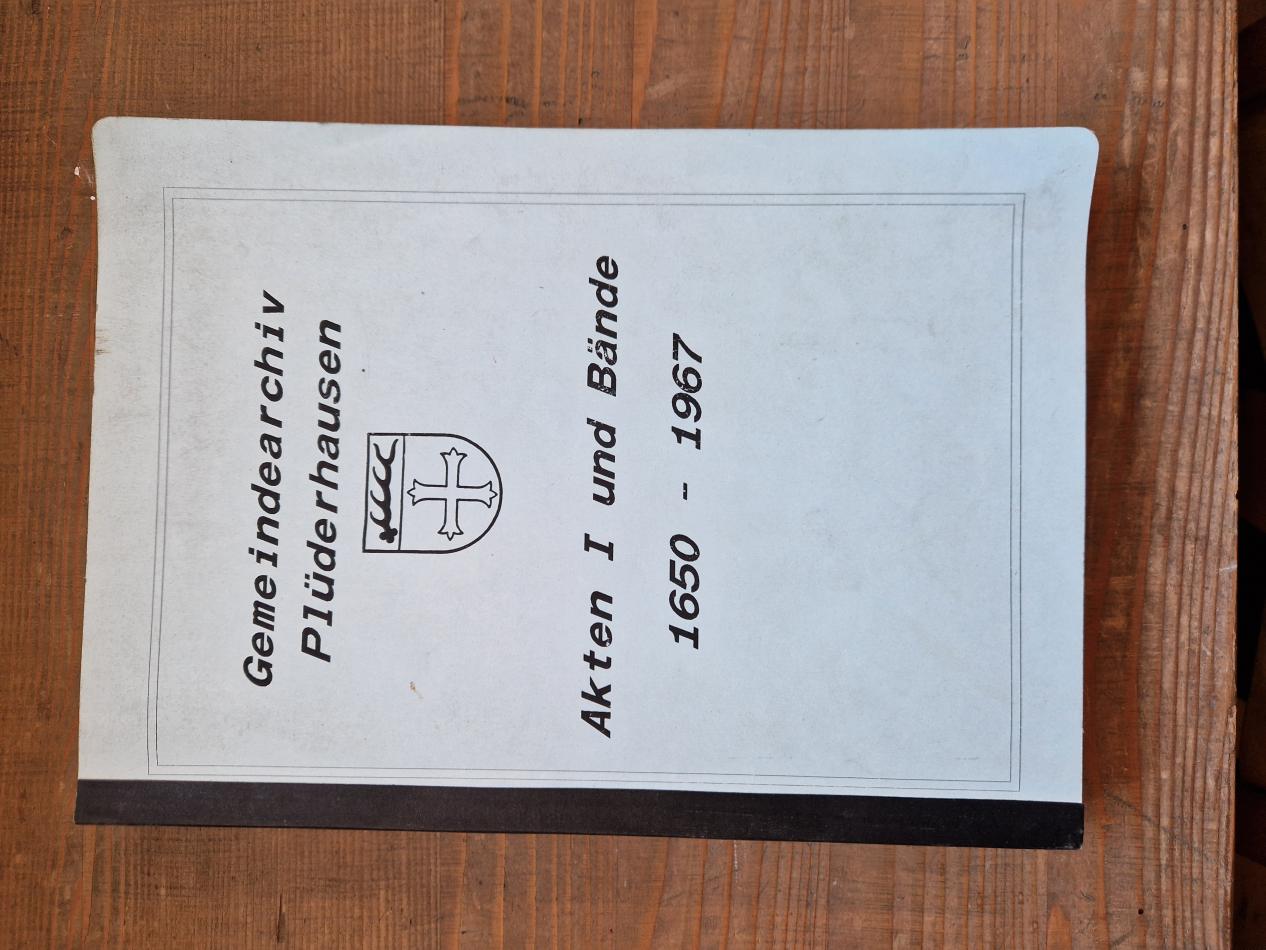 Gemeindearchiv
Plüderhausen
Akten I und Bände
1650 - 1967